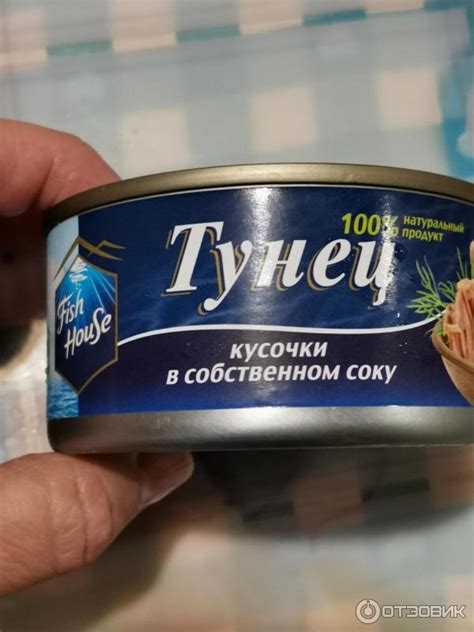 100% натуральный
продукт
Тунец
Fish
House
кусочки
в собственном соку
ОТЗОВИК